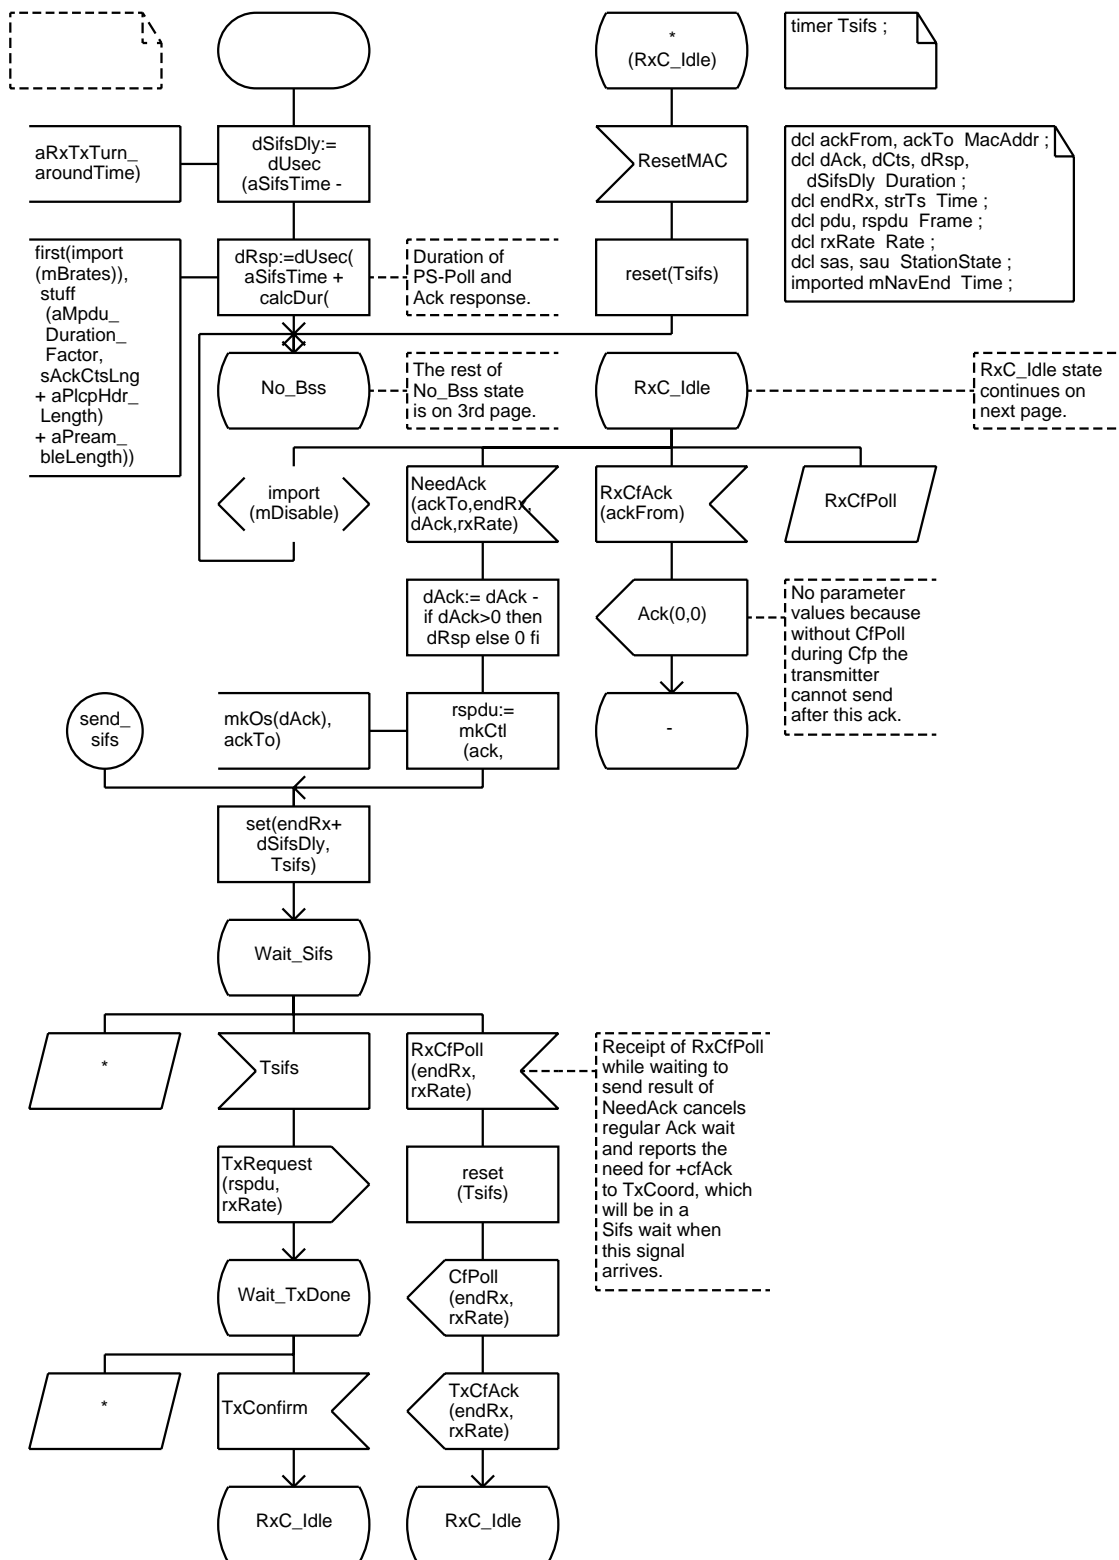 *
(RxC_Idle)
timer Tsifs ;
aRxTxTurn_
aroundTime)
dSifsDly:=
dUsec
(aSifsTime -
ResetMAC
dcl ackFrom, ackTo  MacAddr ;
dcl dAck, dCts, dRsp,
dSifsDly  Duration ;
dcl endRx, strTs  Time ;
dcl pdu, rspdu  Frame ;
dcl rxRate  Rate ;
dcl sas, sau  StationState ;
imported mNavEnd  Time ;
first(import
(mBrates)),
stuff
(aMpdu_
Duration_
Factor,
sAckCtsLng
+ aPlcpHdr_
Length)
+ aPream_
bleLength))
dRsp:=dUsec(
aSifsTime +
calcDur(
Duration of
PS-Poll and
Ack response.
reset(Tsifs)
No_Bss
The rest of
No_Bss state
is on 3rd page.
RxC_Idle
RxC_Idle state
continues on
next page.
import
(mDisable)
NeedAck
(ackTo,endRx,
dAck,rxRate)
RxCfAck
(ackFrom)
RxCfPoll
dAck:= dAck -
if dAck>0 then
dRsp else 0 fi
Ack(0,0)
No parameter
values because
without CfPoll
during Cfp the
transmitter
cannot send
after this ack.
send_
sifs
mkOs(dAck),
ackTo)
rspdu:=
mkCtl
(ack,
-
set(endRx+
dSifsDly,
Tsifs)
Wait_Sifs
*
Tsifs
RxCfPoll
(endRx,
rxRate)
Receipt of RxCfPoll
while waiting to
send result of
NeedAck cancels
regular Ack wait
and reports the
need for +cfAck
to TxCoord, which
will be in a
Sifs wait when
this signal
arrives.
TxRequest
(rspdu,
rxRate)
reset
(Tsifs)
Wait_TxDone
CfPoll
(endRx,
rxRate)
*
TxConfirm
TxCfAck
(endRx,
rxRate)
RxC_Idle
RxC_Idle